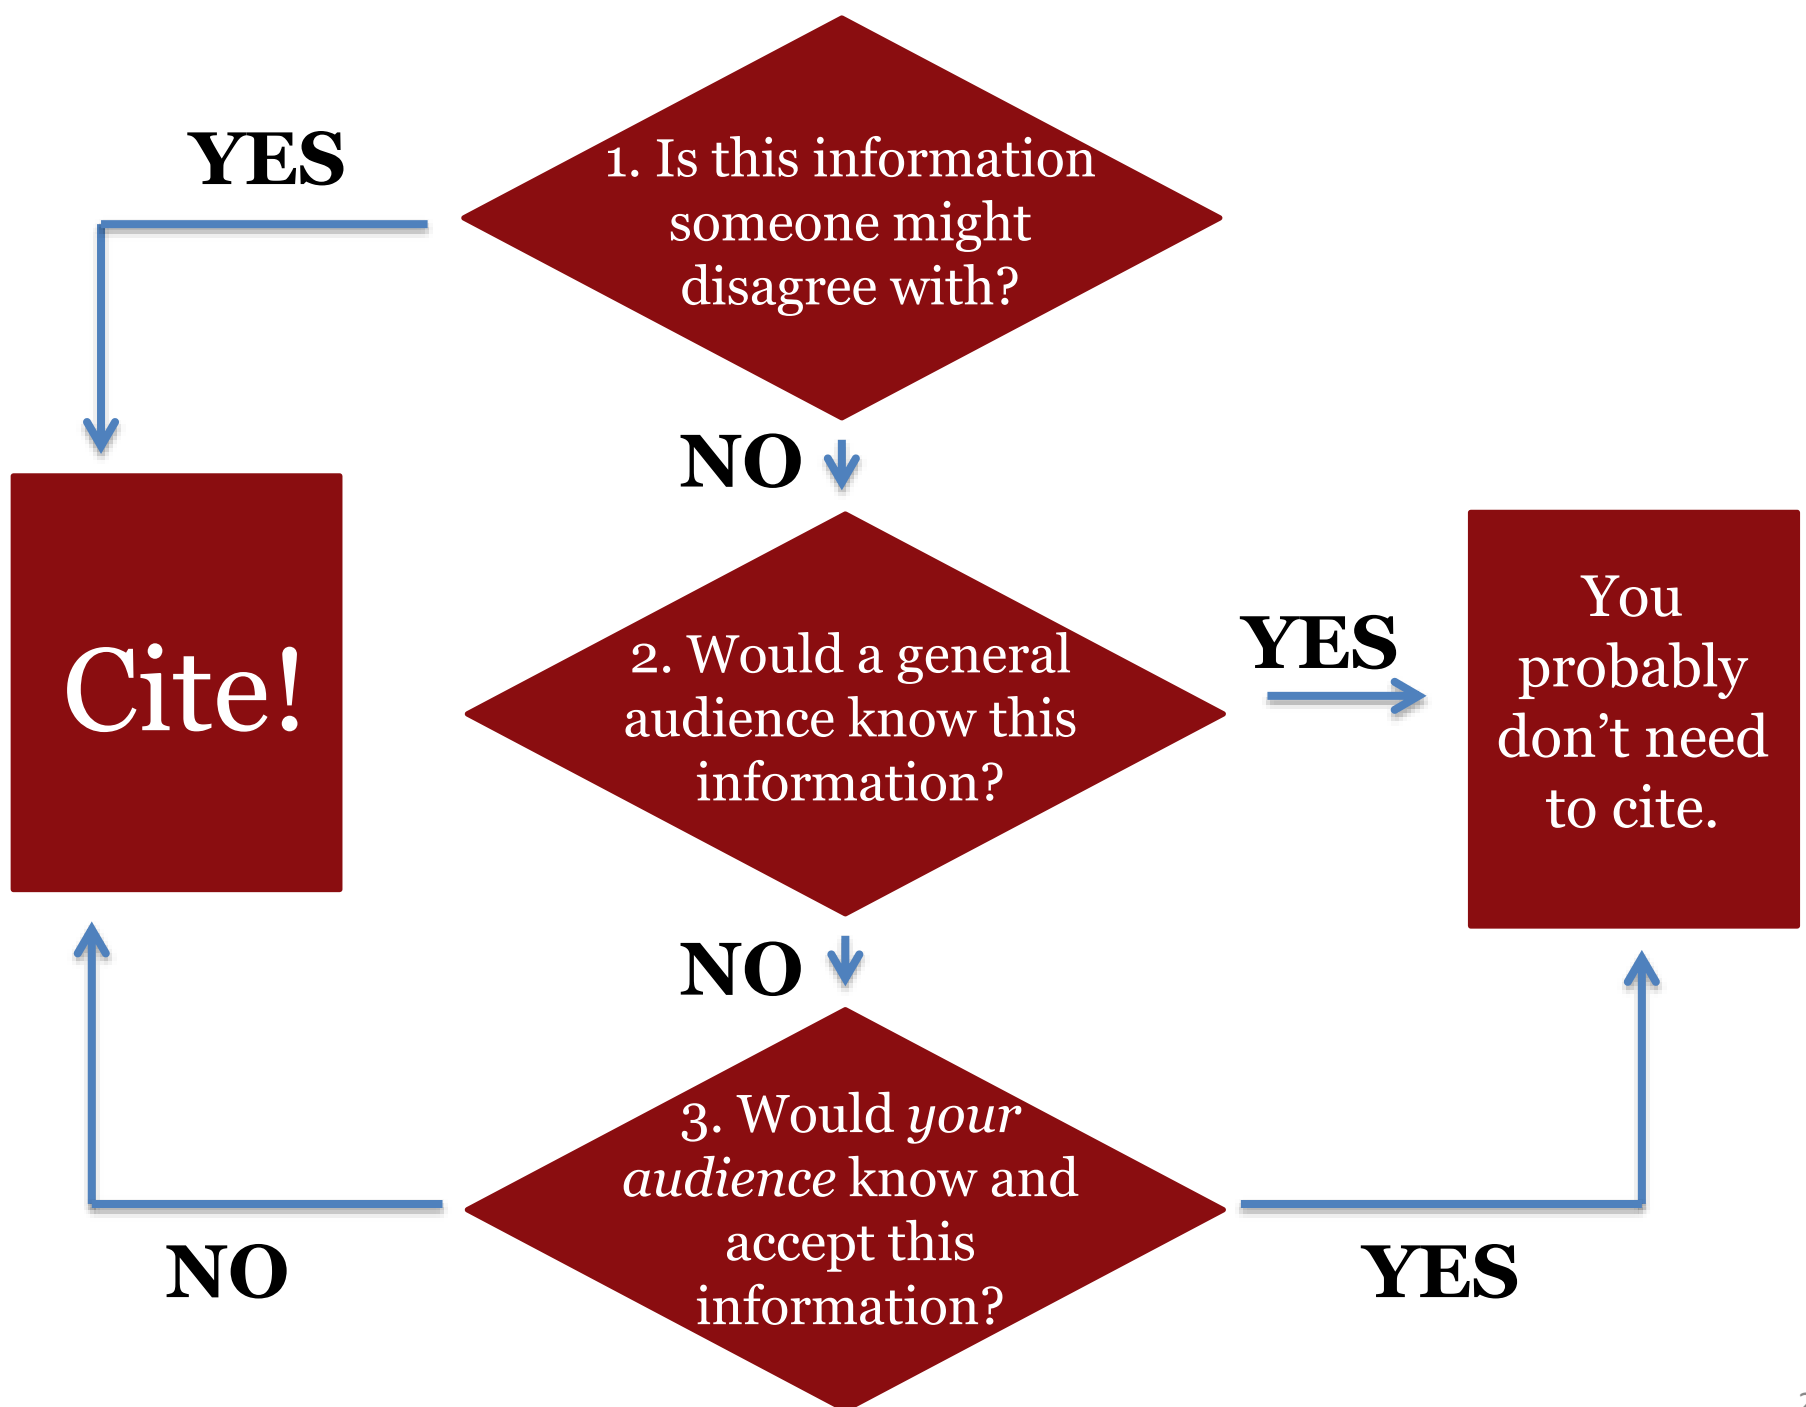 1. Is this information
someone might
disagree with?
YES
NO
Cite!
2. Would a general
audience know this
information?
YES
You
probably
don’t need
to cite.
NO
3. Would your
audience know and
accept this
information?
NO
YES